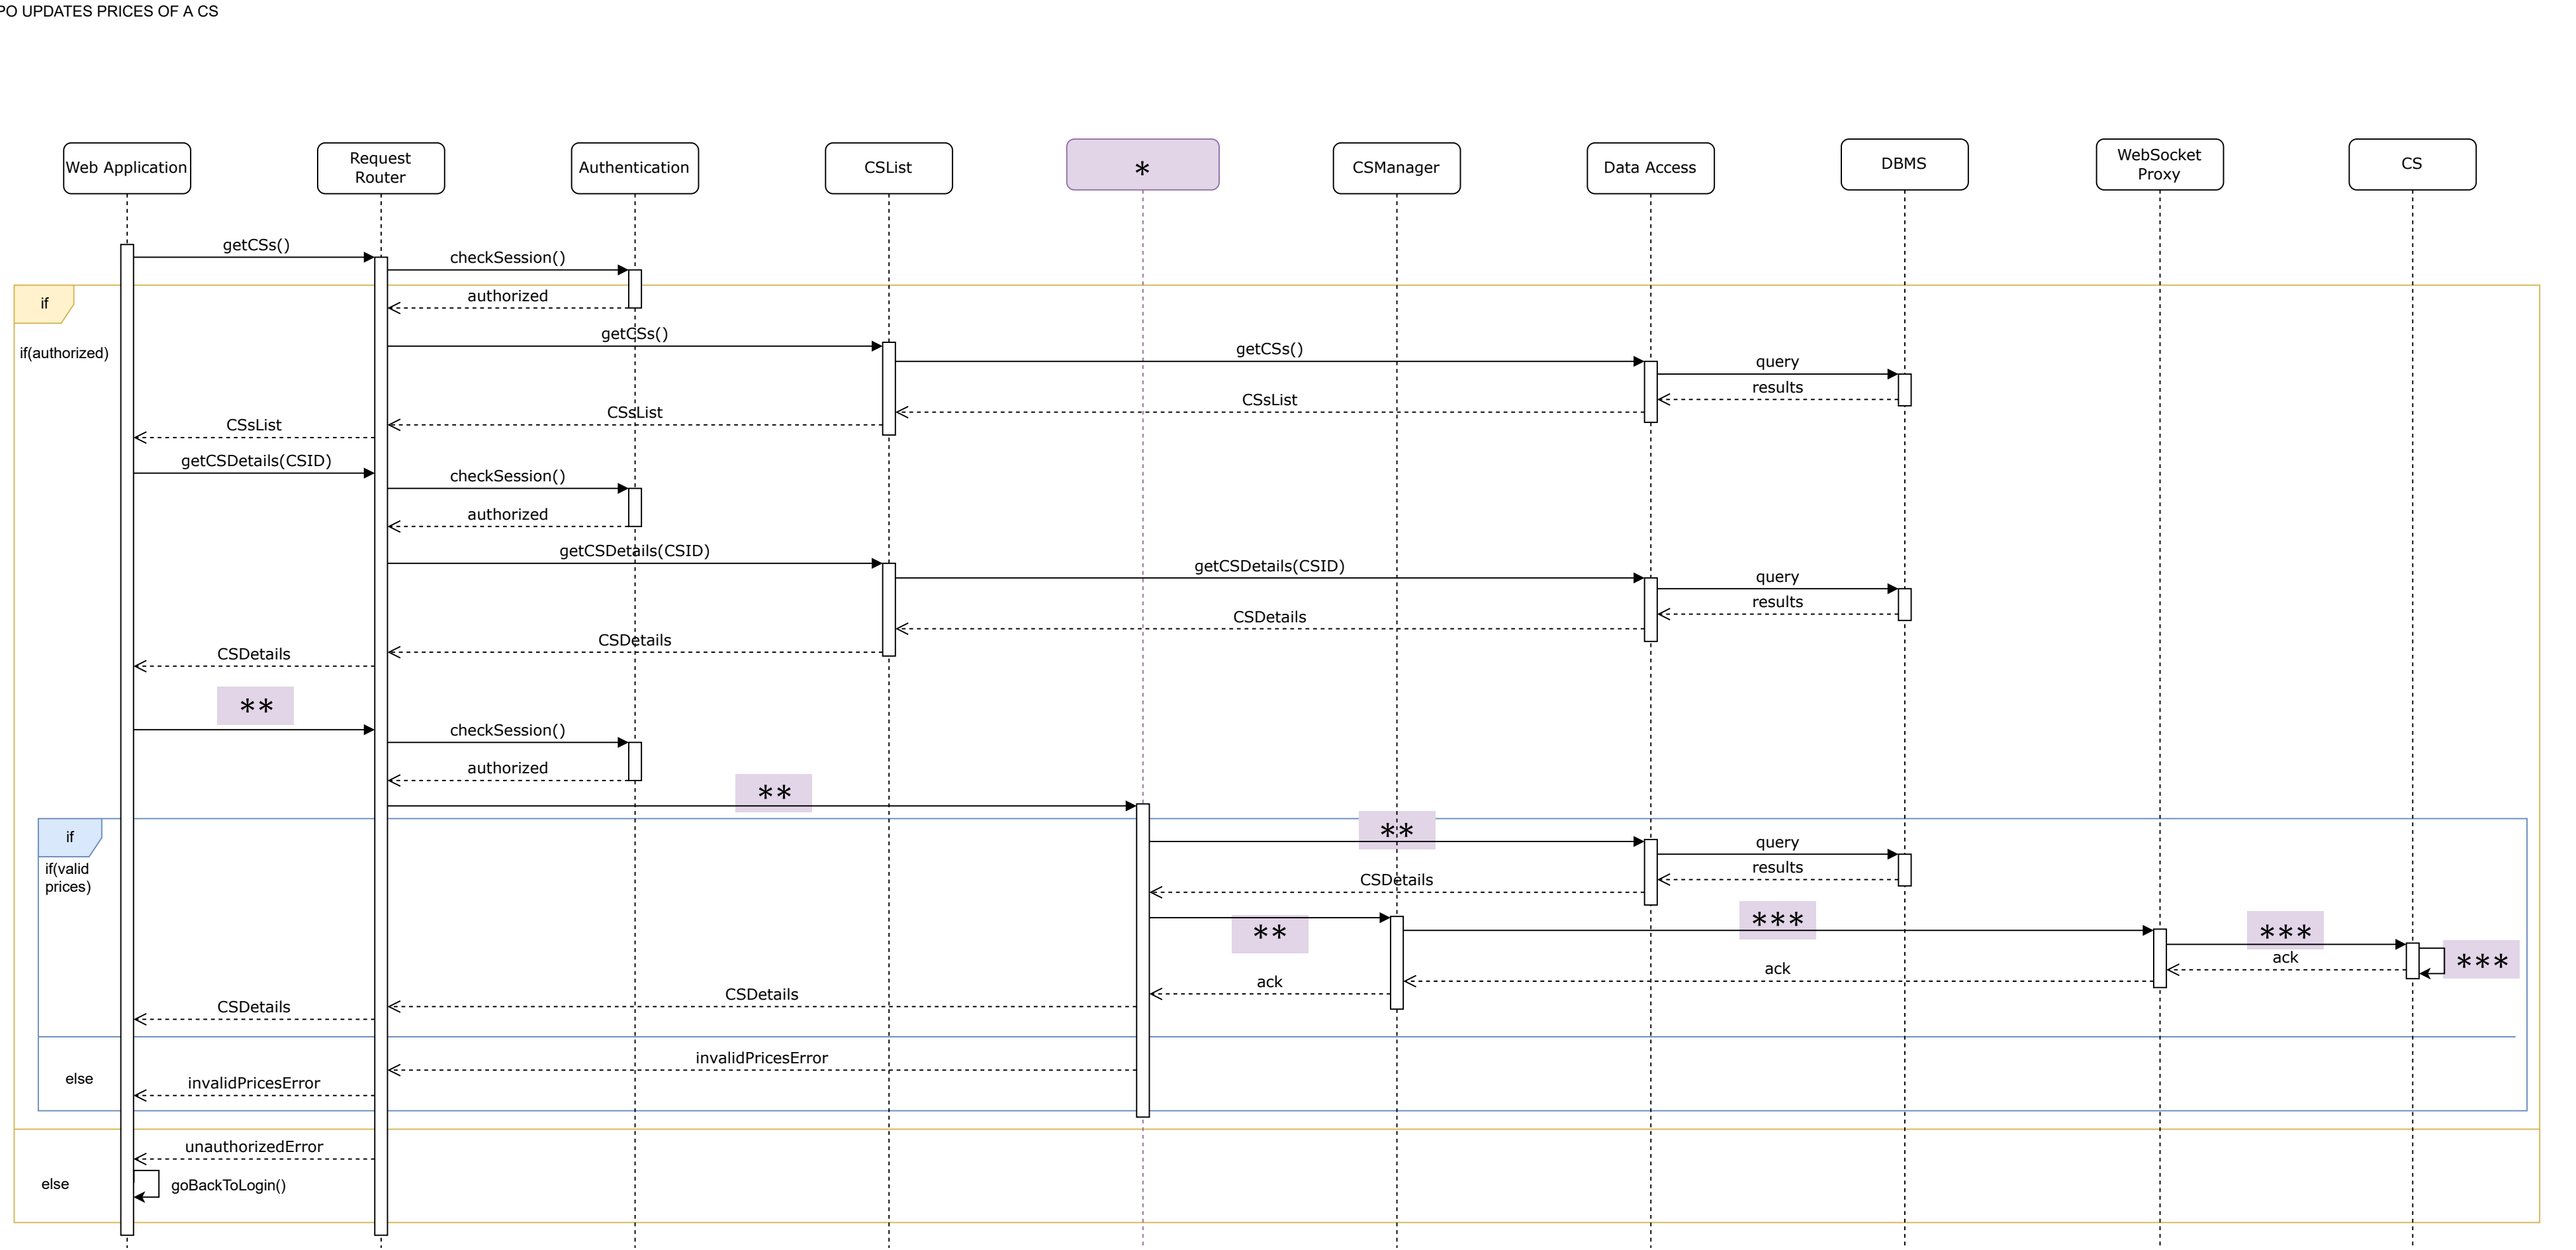 PO UPDATES PRICES OF A CS
Web Application
Request
Router
Authentication
CSList
*
CSManager
Data Access
DBMS
WebSocket
Proxy
CS
getCSs()
checkSession()
if
authorized
if(authorized)
getCSs()
getCSs()
query
results
CSsList
CSsList
CSsList
getCSDetails(CSID)
checkSession()
authorized
getCSDetails(CSID)
getCSDetails(CSID)
query
results
CSDetails
CSDetails
CSDetails
**
checkSession()
authorized
**
if
if(valid
prices)
**
query
results
CSDetails
**
***
***
***
ack
ack
ack
CSDetails
CSDetails
else
invalidPricesError
invalidPricesError
unauthorizedError
else
goBackToLogin()